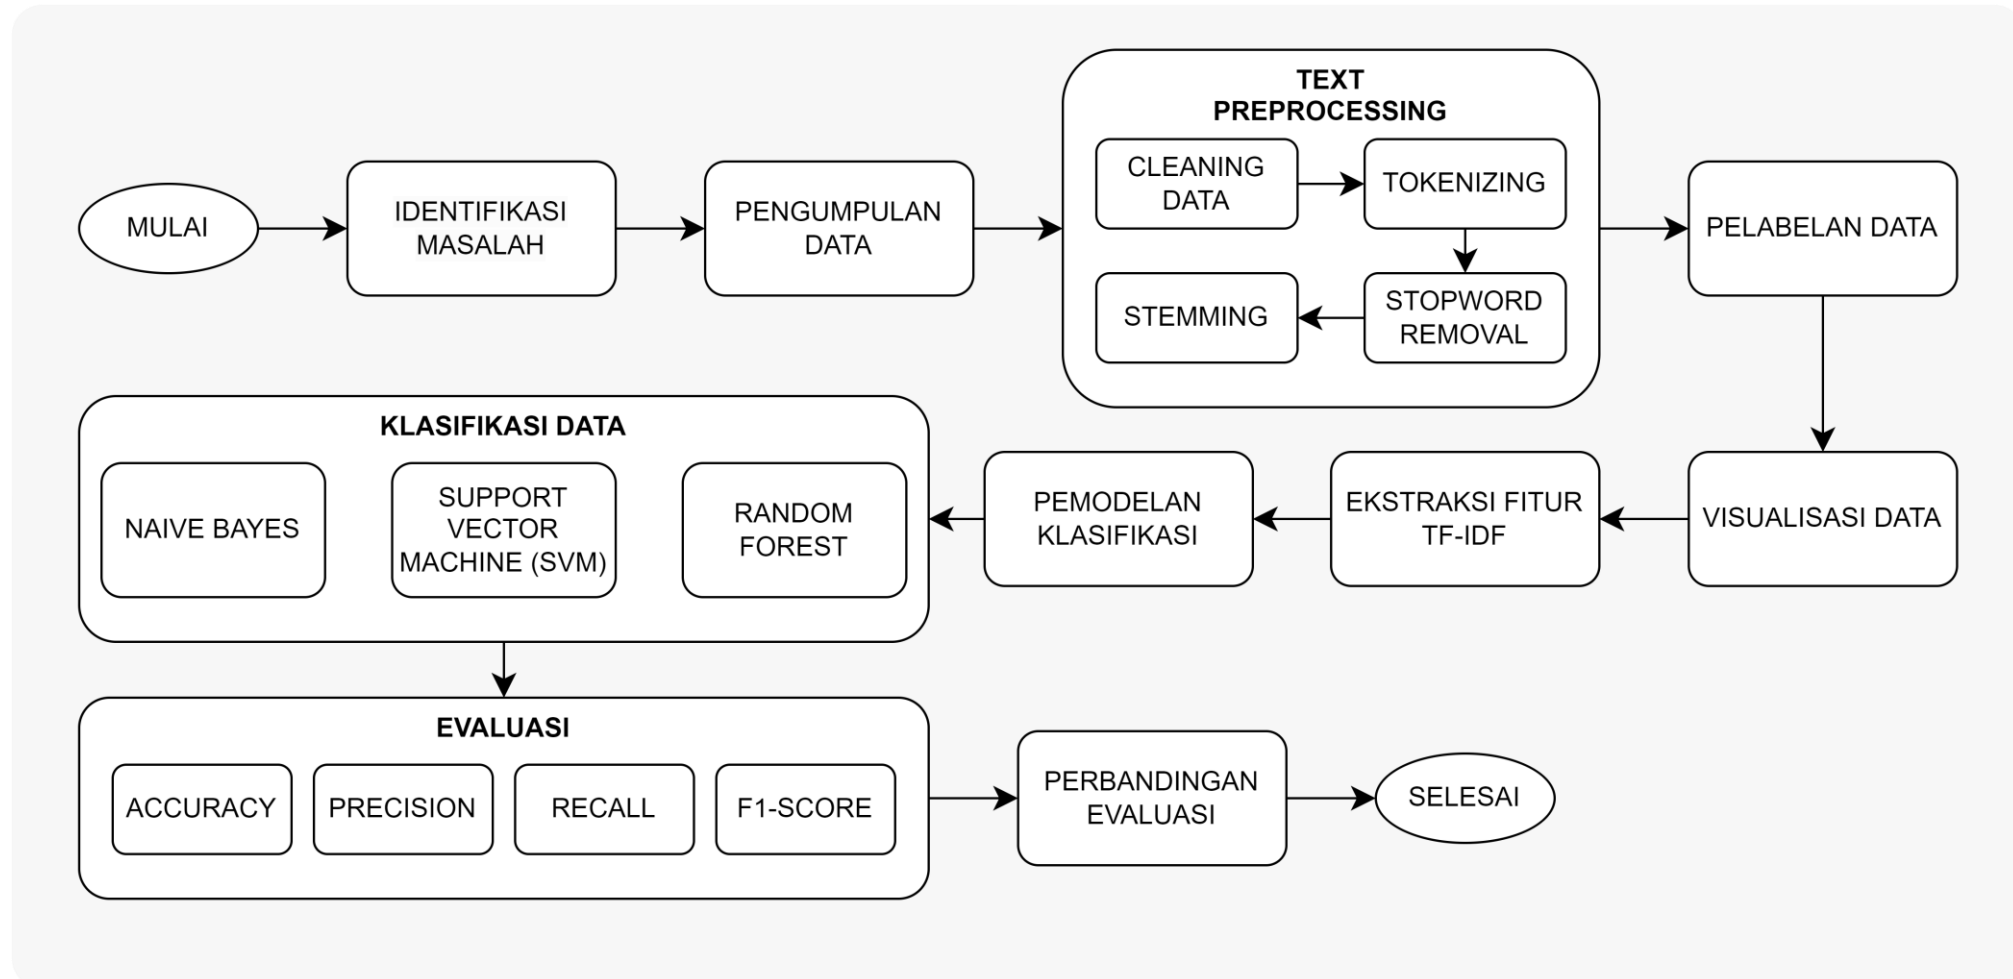 MULAI
IDENTIFIKASI
MASALAH
PENGUMPULAN
DATA
TEXT
PREPROCESSING
CLEANING
DATA
TOKENIZING
STOPWORD
REMOVAL
STEMMING
PELABELAN DATA
VISUALISASI DATA
EKSTRAKSI FITUR
TF-IDF
PEMODELAN
KLASIFIKASI
KLASIFIKASI DATA
NAIVE BAYES
SUPPORT
VECTOR
MACHINE (SVM)
RANDOM
FOREST
EVALUASI
ACCURACY
PRECISION
RECALL
F1-SCORE
PERBANDINGAN
EVALUASI
SELESAI